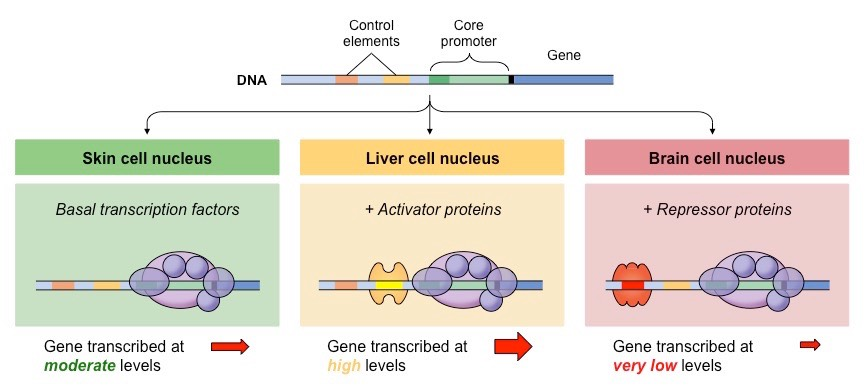 Control
elements
Core
promoter
Gene
DNA
Skin cell nucleus
Liver cell nucleus
Brain cell nucleus
Basal transcription factors
+ Activator proteins
+ Repressor proteins
Gene transcribed at
moderate levels
Gene transcribed at
high levels
Gene transcribed at
very low levels